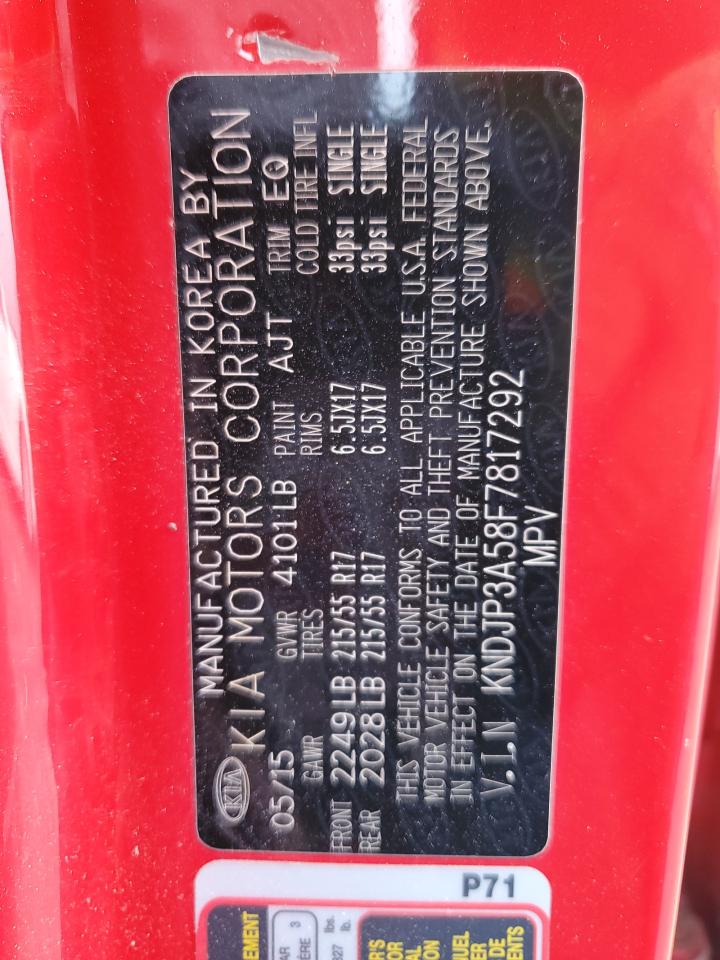 MANUFACTURED IN KOREA BY
KIA KIA MOTORS CORPORATION
05/15 GVWR 4101LB PAINT AJT TRIM EO
GAWR TIRES RIMS COLD TIRE INFL
FRONT 2249LB 215/55 R17 6.5JX17 33psi SINGLE
REAR 2028LB 215/55 R17 6.5JX17 33psi SINGLE
THIS VEHICLE CONFORMS TO ALL APPLICABLE U.S.A. FEDERAL
MOTOR VEHICLE SAFETY AND THEFT PREVENTION STANDARDS
IN EFFECT ON THE DATE OF MANUFACTURE SHOWN ABOVE.
V.I.N KNDJP3A58F7817292
MPV
P71